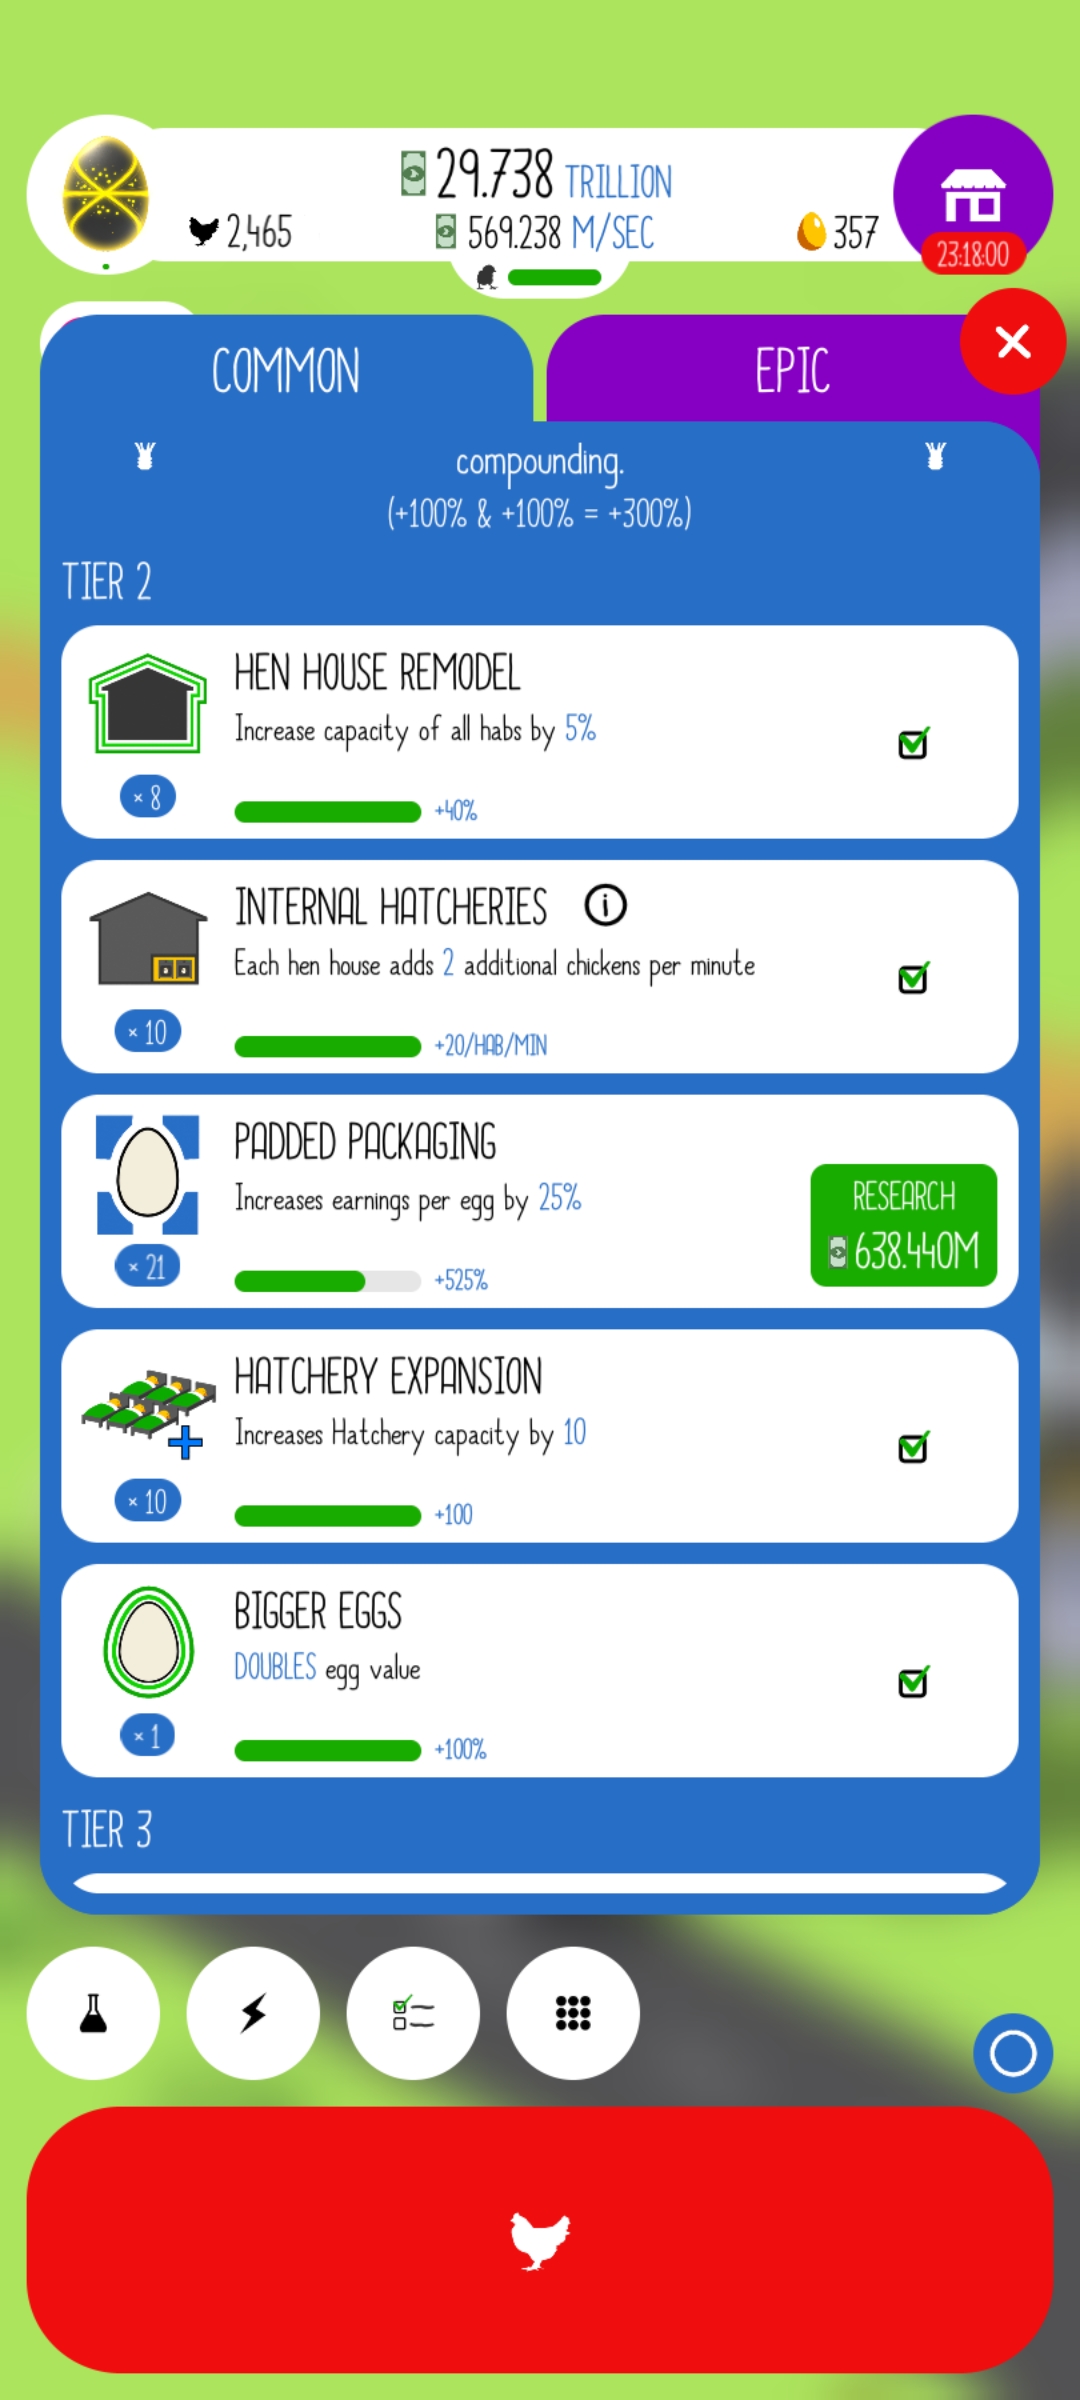 29.738 TRILLION
2,465
569.238 M/SEC
357
23:18:00
COMMON
EPIC
compounding.
(+100% & +100% = +300%)
TIER 2
HEN HOUSE REMODEL
Increase capacity of all habs by 5%
× 8
+40%
INTERNAL HATCHERIES
Each hen house adds 2 additional chickens per minute
× 10
+20/HAB/MIN
PADDED PACKAGING
Increases earnings per egg by 25%
RESEARCH
638.440M
× 21
+525%
HATCHERY EXPANSION
Increases Hatchery capacity by 10
× 10
+100
BIGGER EGGS
DOUBLES egg value
× 1
+100%
TIER 3